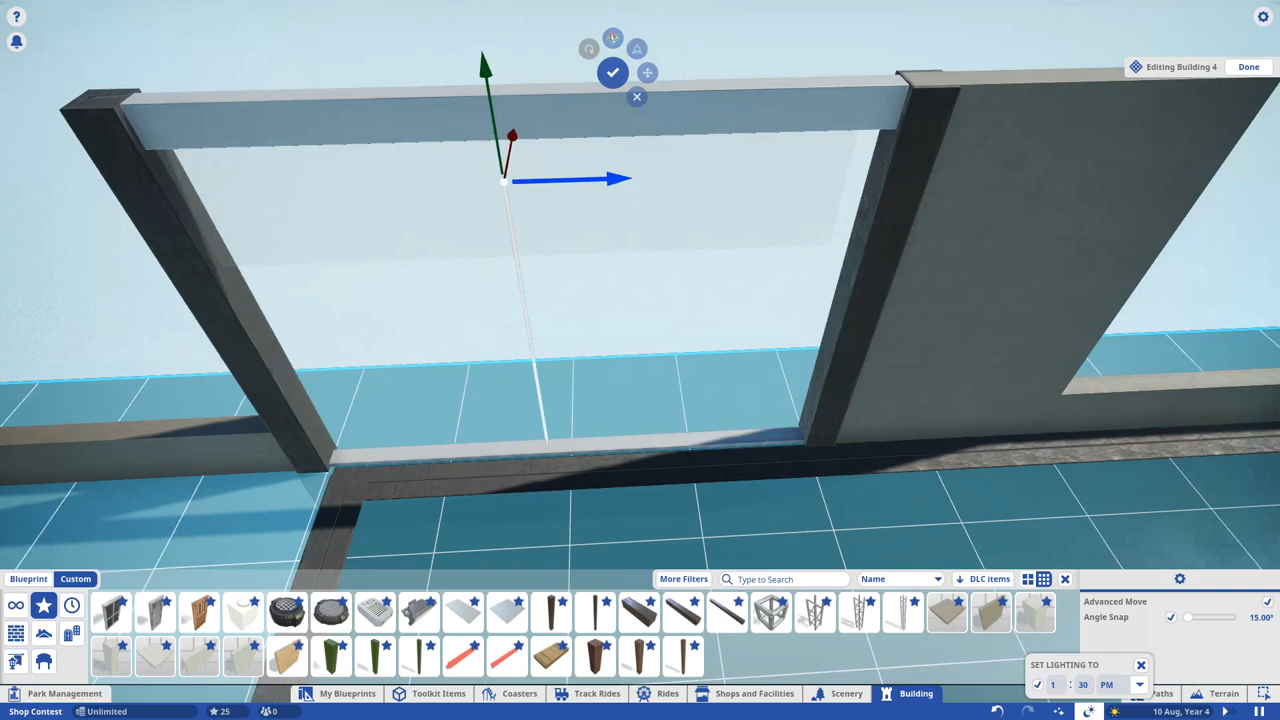 ?
Editing Building 4 Done
Blueprint Custom More Filters Type to Search Name DLC items
Advanced Move
Angle Snap 15.00°
SET LIGHTING TO
1 : 30 PM
Park Management My Blueprints Toolkit Items Coasters Track Rides Rides Shops and Facilities Scenery Building Paths Terrain
Shop Contest Unlimited 25 0 10 Aug, Year 4